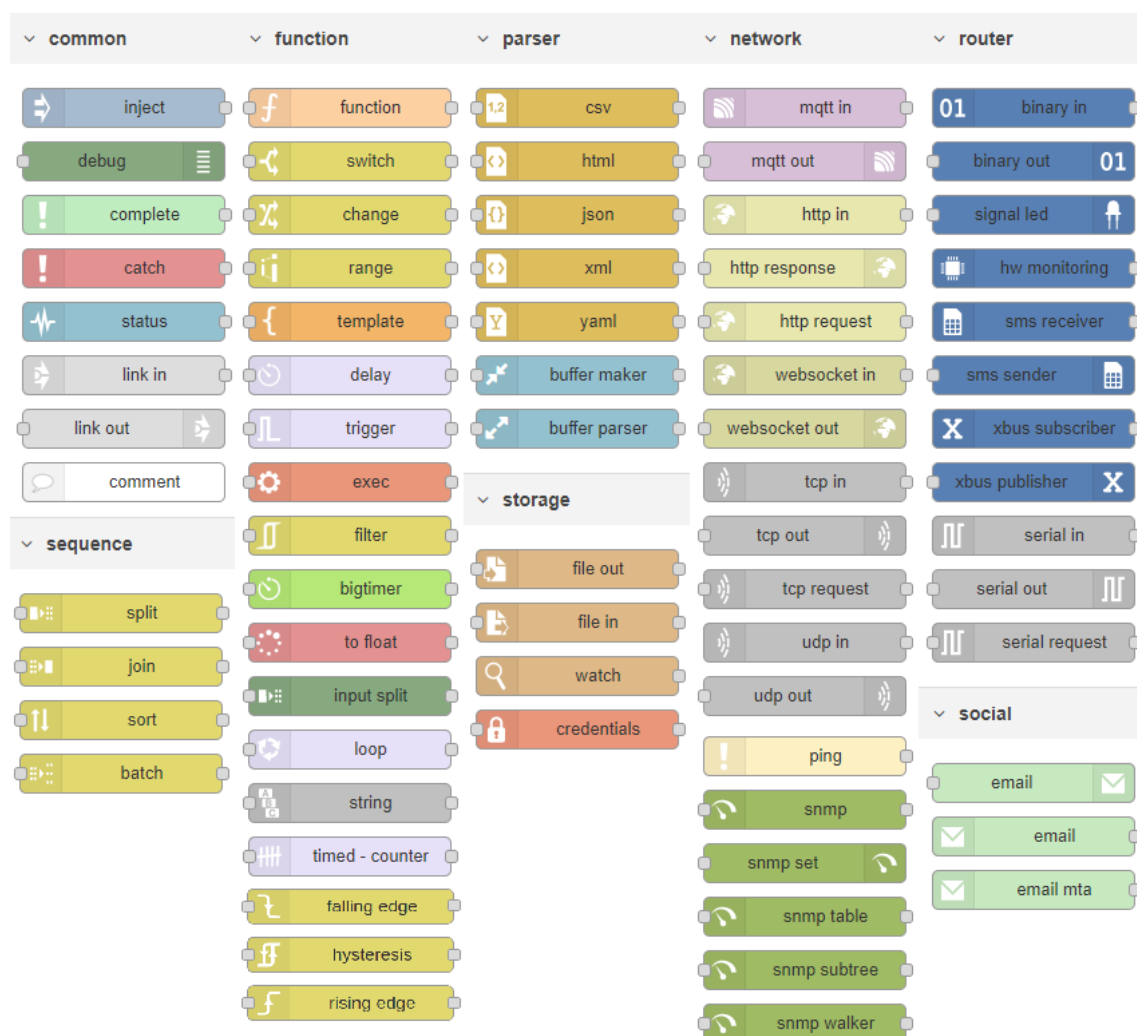 common
inject
debug
complete
catch
status
link in
link out
comment
sequence
split
join
sort
batch
function
function
switch
change
range
template
delay
trigger
exec
filter
bigtimer
to float
input split
loop
A
B
C
string
timed - counter
falling edge
hysteresis
rising edge
parser
1,2
csv
html
json
xml
Y
yaml
buffer maker
buffer parser
storage
file out
file in
watch
credentials
network
mqtt in
mqtt out
http in
http response
http request
websocket in
websocket out
tcp in
tcp out
tcp request
udp in
udp out
ping
snmp
snmp set
snmp table
snmp subtree
snmp walker
router
01 binary in
binary out 01
signal led
hw monitoring
sms receiver
sms sender
X xbus subscriber
xbus publisher X
serial in
serial out
serial request
social
email
email
email mta